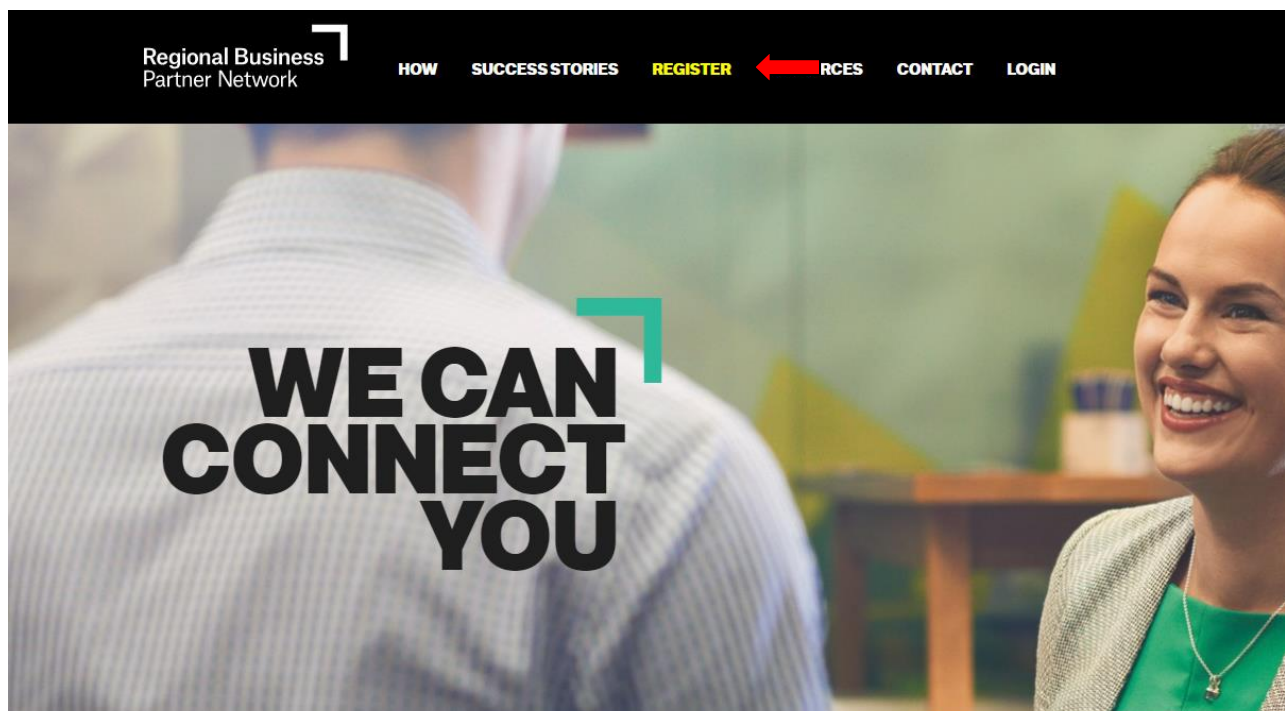 Regional Business
Partner Network
HOW SUCCESS STORIES REGISTER RCES CONTACT LOGIN
WE CAN
CONNECT
YOU